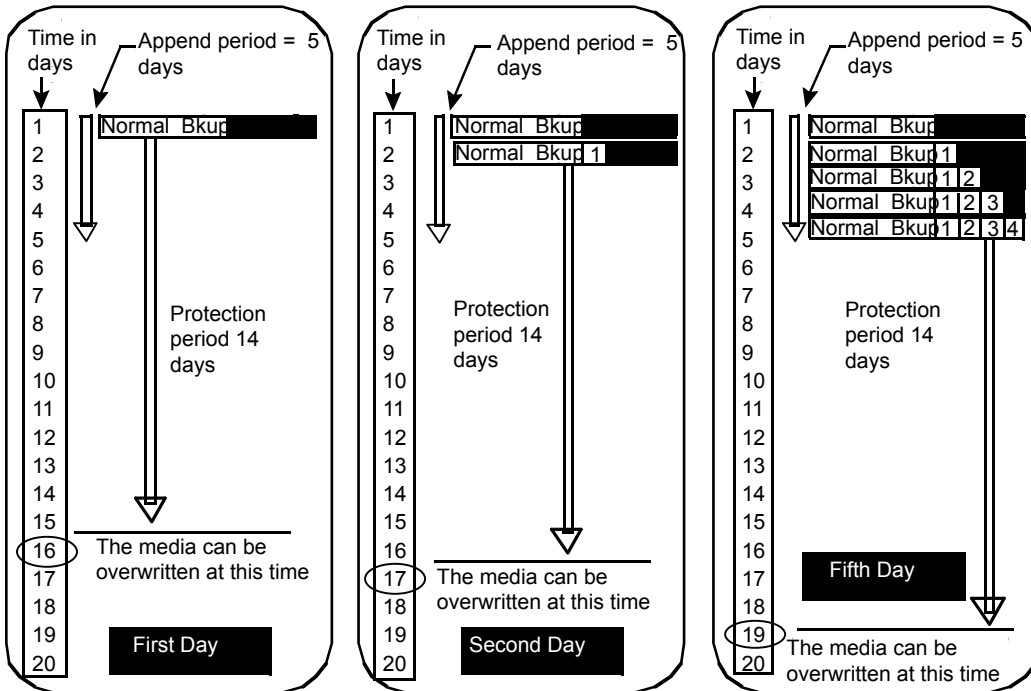 Time in
days
Append period = 5
days
1
2
3
4
5
6
7
8
9
10
11
12
13
14
15
16
17
18
19
20
Normal Bkup
Protection
period 14
days
The media can be
overwritten at this time
First Day
Time in
days
Append period = 5
days
1
2
3
4
5
6
7
8
9
10
11
12
13
14
15
16
17
18
19
20
Normal Bkup
Normal Bkup 1
Protection
period 14
days
The media can be
overwritten at this time
Second Day
Time in
days
Append period = 5
days
1
2
3
4
5
6
7
8
9
10
11
12
13
14
15
16
17
18
19
20
Normal Bkup
Normal Bkup 1
Normal Bkup 1 2
Normal Bkup 1 2 3
Normal Bkup 1 2 3 4
Protection
period 14
days
Fifth Day
The media can be
overwritten at this time